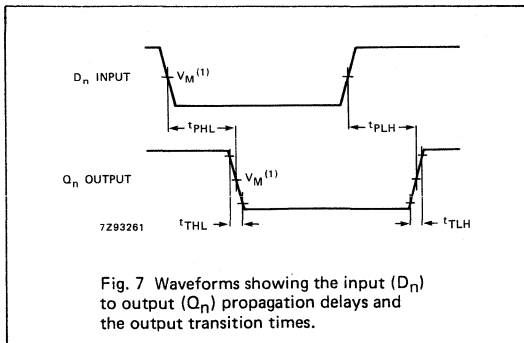 Dn INPUT
VM(1)
tPHL
tPLH
Qn OUTPUT
VM(1)
7Z93261
tTHL
tTLH
Fig. 7 Waveforms showing the input (Dn)
to output (Qn) propagation delays and
the output transition times.